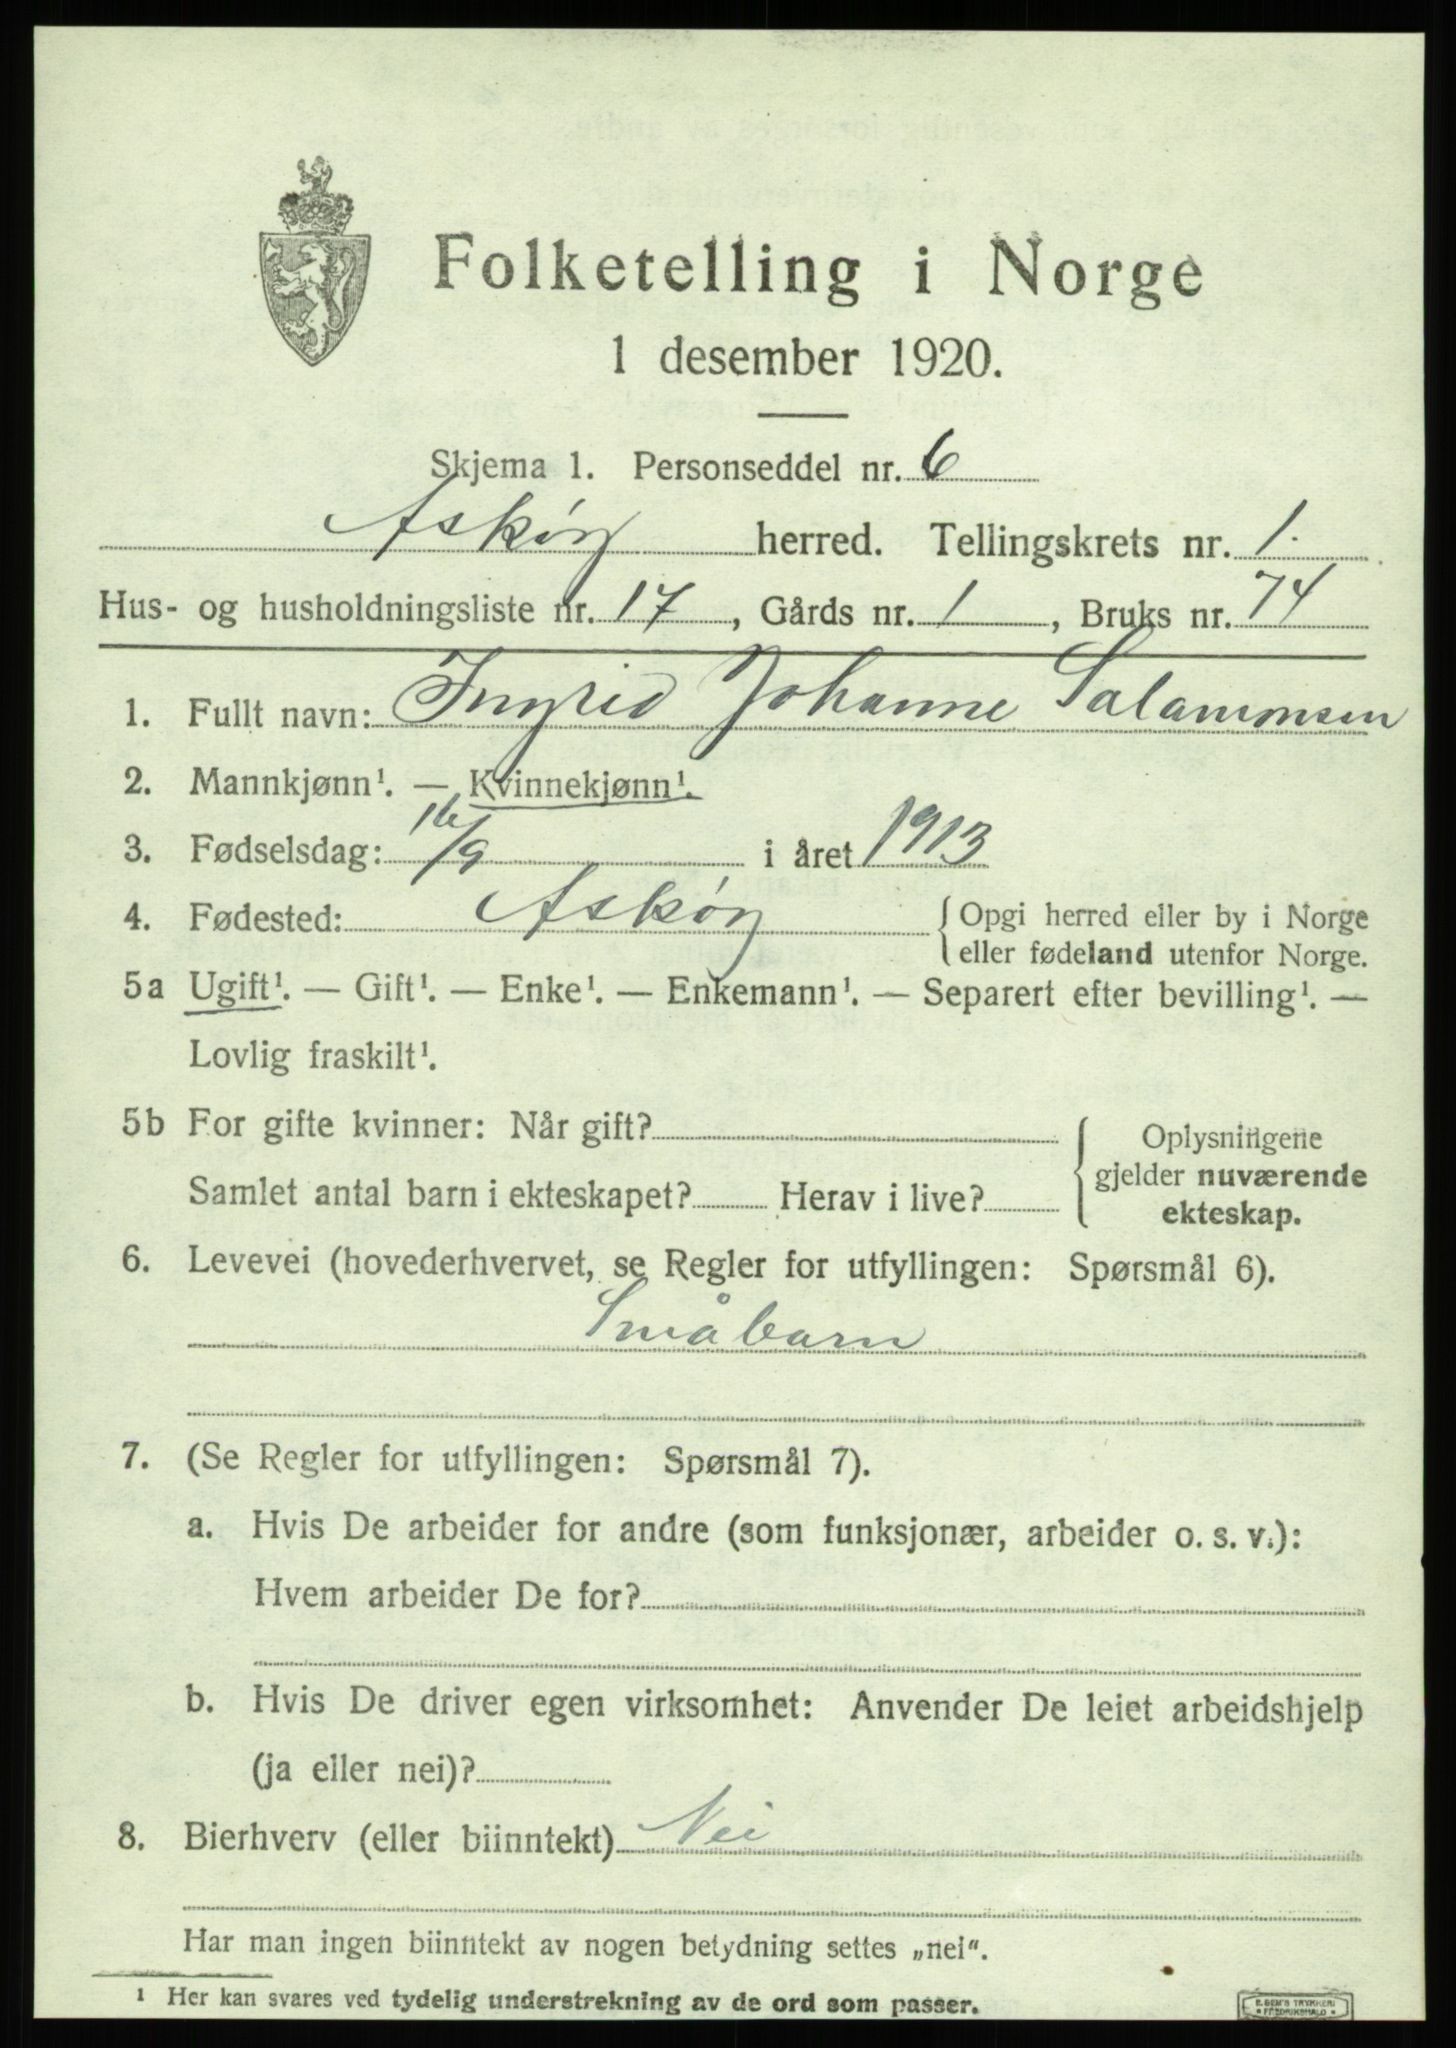 Folketelling i Norge
1 desember 1920.
Skjema 1. Personseddel nr. 6
Askøy herred. Tellingskrets nr. 1.
Hus- og husholdningsliste nr. 17, Gårds nr. 1, Bruks nr. 74
1. Fullt navn: Ingrid Johanne Salamonsen
2. Mannkjønn¹. — Kvinnekjønn¹.
3. Fødselsdag: 16/9 i året 1913
4. Fødested: Askøy { Opgi herred eller by i Norge
eller fødeland utenfor Norge.
5a Ugift¹. — Gift¹. — Enke¹. — Enkemann¹. — Separert efter bevilling¹. —
Lovlig fraskilt¹.
5b For gifte kvinner: Når gift?
Samlet antal barn i ekteskapet? Herav i live?
Oplysningene
gjelder nuværende
ekteskap.
6. Levevei (hovederhvervet, se Regler for utfyllingen: Spørsmål 6).
Småbarn
7. (Se Regler for utfyllingen: Spørsmål 7).
a. Hvis De arbeider for andre (som funksjonær, arbeider o. s. v.):
Hvem arbeider De for?
b. Hvis De driver egen virksomhet: Anvender De leiet arbeidshjelp
(ja eller nei)?
8. Bierhverv (eller biinntekt) Nei
Har man ingen biinntekt av nogen betydning settes „nei“.
¹ Her kan svares ved tydelig understrekning av de ord som passer.
E. SEM'S TRYKKERI
* FREDRIKSHALD *